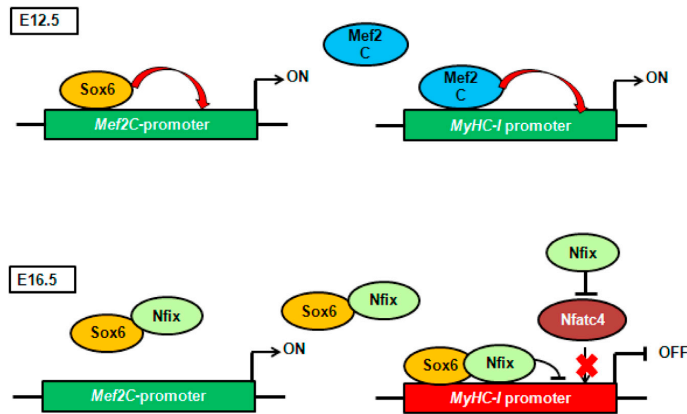 E12.5
Mef2
C
Sox6
ON
Mef2C-promoter
Mef2
C
ON
MyHC-I promoter
E16.5
Nfix
Sox6
ON
Mef2C-promoter
Nfix
Sox6
Nfix
Nfatc4
OFF
Sox6
Nfix
MyHC-I promoter